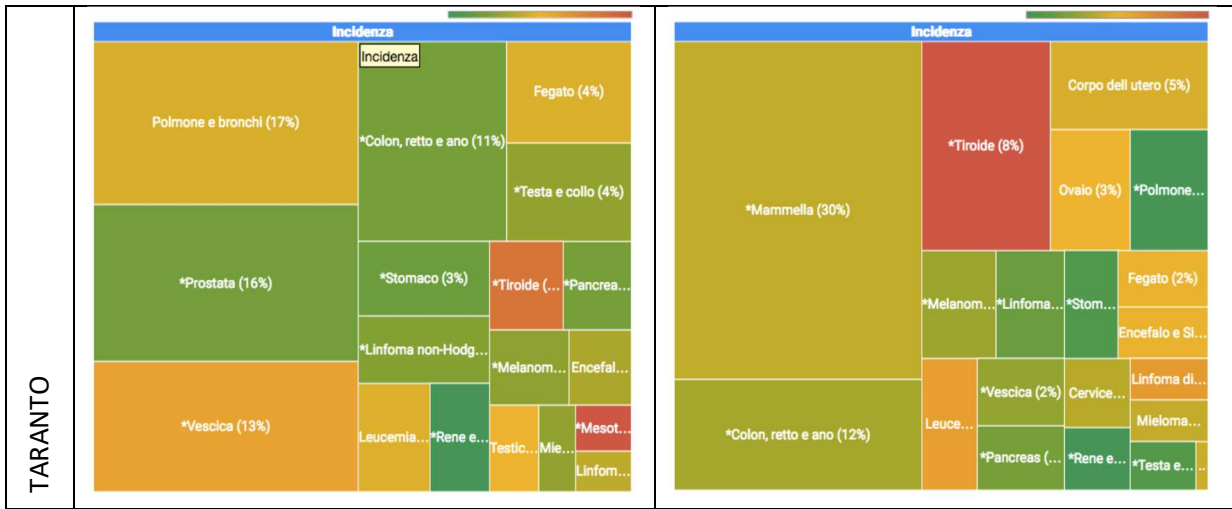 TARANTO
Incidenza
Incidenza
Polmone e bronchi (17%)
*Prostata (16%)
*Vescica (13%)
*Colon, retto e ano (11%)
Fegato (4%)
*Testa e collo (4%)
*Stomaco (3%)
*Tiroide (...
*Pancrea...
*Linfoma non-Hodg...
*Melanom...
Encefal...
Leucemia...
*Rene e...
Testic...
Mie...
*Mesot...
Linfom...
Incidenza
*Mammella (30%)
*Colon, retto e ano (12%)
*Tiroide (8%)
Corpo dell utero (5%)
Ovaio (3%)
*Polmone...
*Melanom...
*Linfoma...
*Stom...
Fegato (2%)
Encefalo e SI...
Leuce...
*Vescica (2%)
Cervice...
Linfoma di...
Mieloma...
*Pancreas (...
*Rene e...
*Testa e...
..